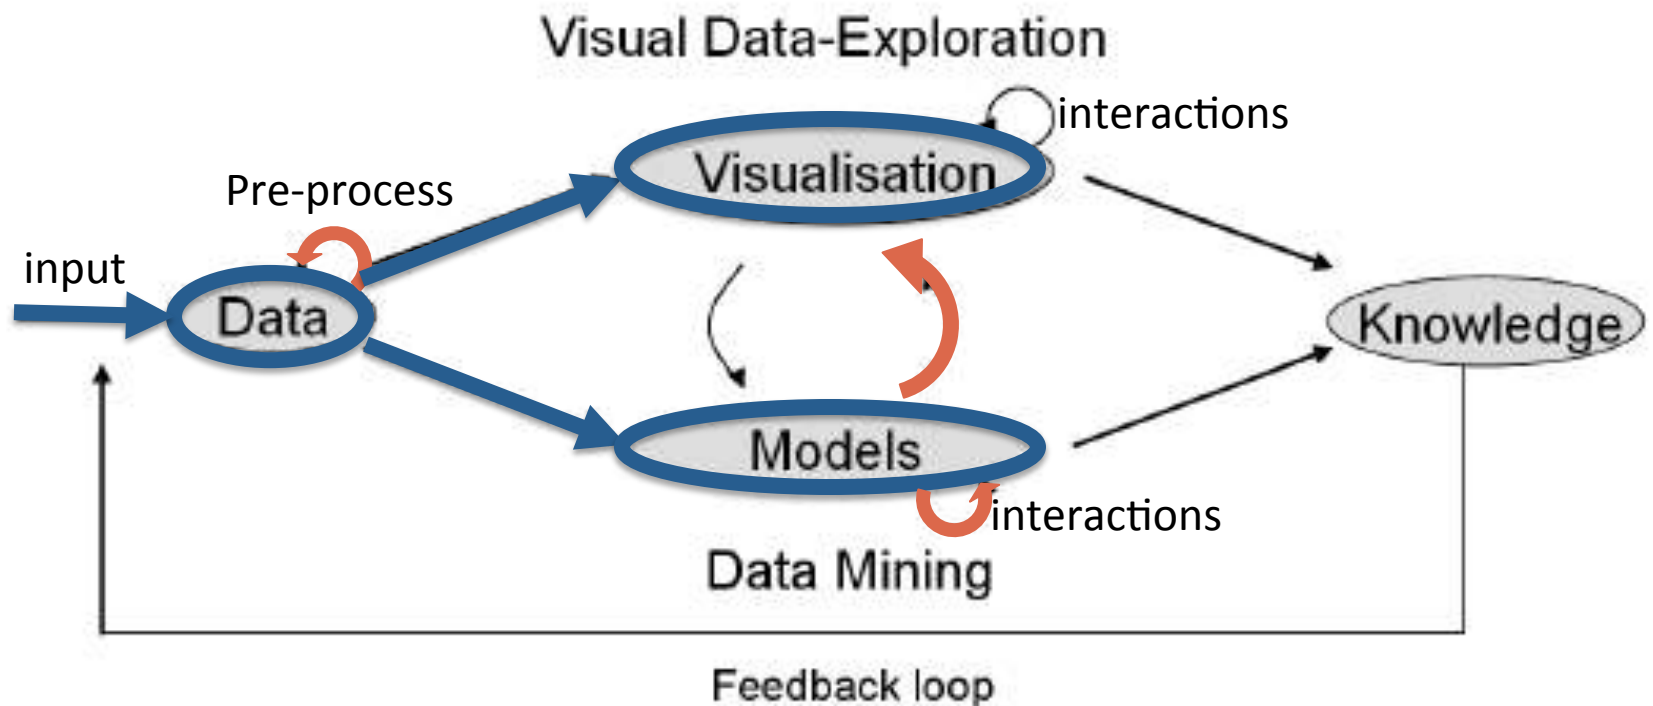 Visual Data-Exploration
interactions
Visualisation
Pre-process
input
Data
Knowledge
Models
interactions
Data Mining
Feedback loop